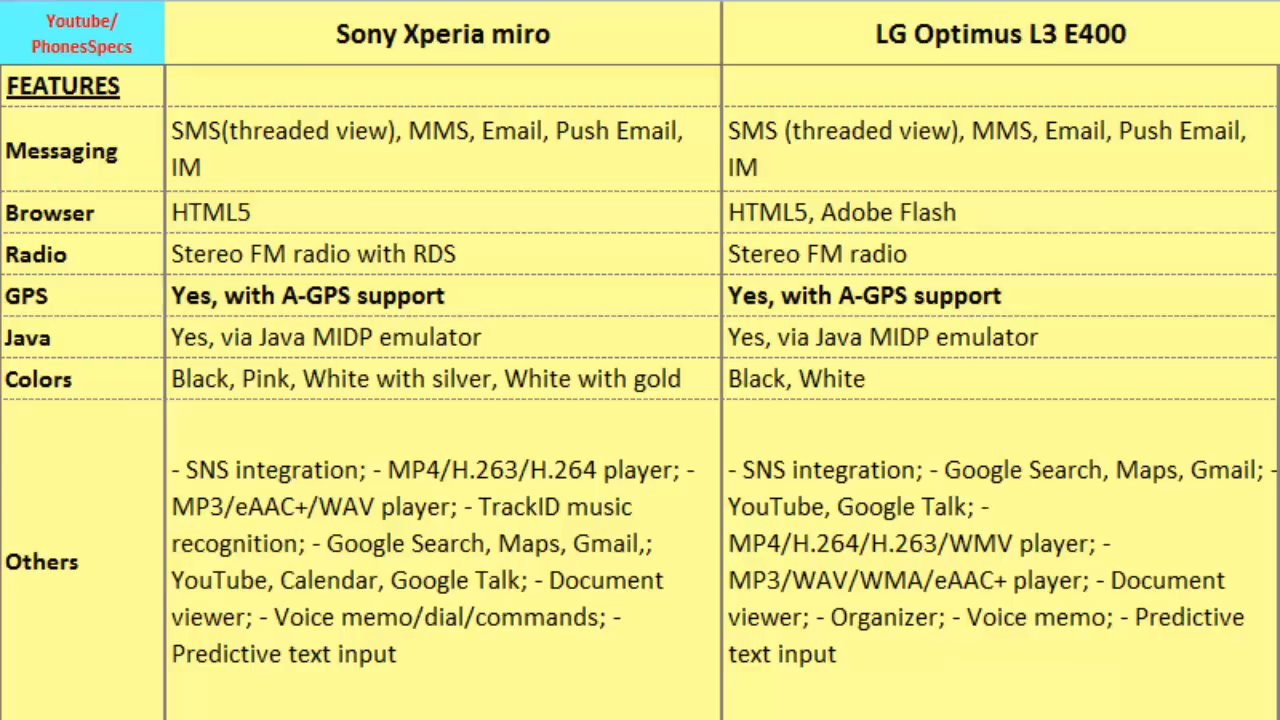 Youtube/
PhonesSpecs
Sony Xperia miro
LG Optimus L3 E400
FEATURES
Messaging
SMS(threaded view), MMS, Email, Push Email,
IM
SMS (threaded view), MMS, Email, Push Email,
IM
Browser
HTML5
HTML5, Adobe Flash
Radio
Stereo FM radio with RDS
Stereo FM radio
GPS
Yes, with A-GPS support
Yes, with A-GPS support
Java
Yes, via Java MIDP emulator
Yes, via Java MIDP emulator
Colors
Black, Pink, White with silver, White with gold
Black, White
Others
- SNS integration; - MP4/H.263/H.264 player; -
MP3/eAAC+/WAV player; - TrackID music
recognition; - Google Search, Maps, Gmail,;
YouTube, Calendar, Google Talk; - Document
viewer; - Voice memo/dial/commands; -
Predictive text input
- SNS integration; - Google Search, Maps, Gmail; -
YouTube, Google Talk; -
MP4/H.264/H.263/WMV player; -
MP3/WAV/WMA/eAAC+ player; - Document
viewer; - Organizer; - Voice memo; - Predictive
text input